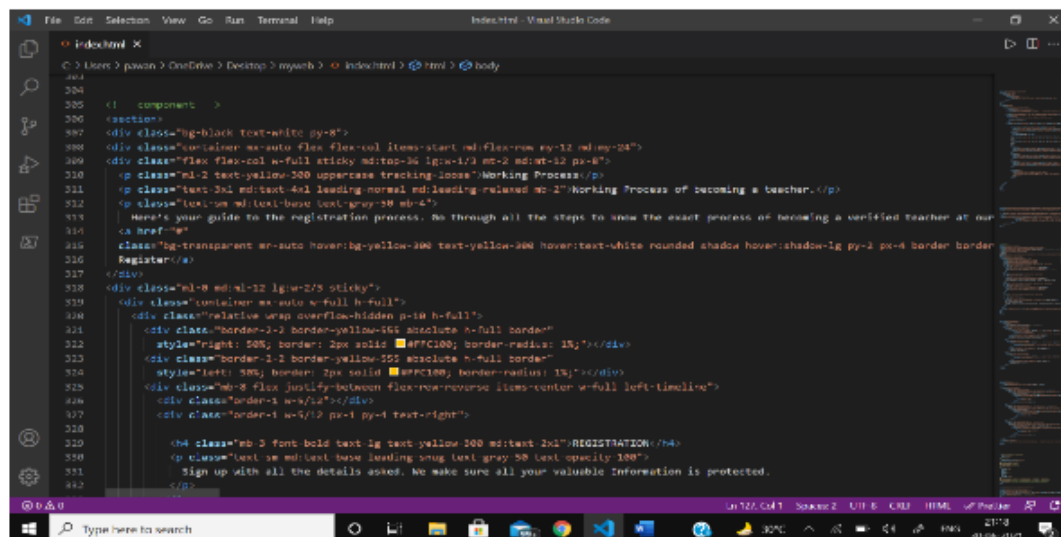 File Edit Selection View Go Run Terminal Help
index.html - Visual Studio Code
index.html
C: > Users > pawan > OneDrive > Desktop > myweb > index.html > html > body
304
305 <! component >
306 <section>
307 <div class="bg-black text-white py-8">
308 <div class="container mx-auto flex flex-col items-start md:flex-row my-12 md:my-24">
309 <div class="flex flex-col w-full sticky md:top-36 lg:w-1/3 mt-2 md:mt-12 px-8">
310 <p class="ml-2 text-yellow-300 uppercase tracking-loose">Working Process</p>
311 <p class="text-3xl md:text-4xl leading-normal md:leading-relaxed mb-2">Working Process of becoming a teacher.</p>
312 <p class="text-sm md:text-base text-gray-50 mb-4">
313 Here's your guide to the registration process. Go through all the steps to know the exact process of becoming a verified teacher at our
314 <a href="#"
315 class="bg-transparent mr-auto hover:bg-yellow-300 text-yellow-300 hover:text-white rounded shadow hover:shadow-lg py-2 px-4 border border
316 Register</a>
317 </div>
318 <div class="ml-0 md:ml-12 lg:w-2/3 sticky">
319 <div class="container mx-auto w-full h-full">
320 <div class="relative wrap overflow-hidden p-10 h-full">
321 <div class="border-2-2 border-yellow-555 absolute h-full border"
322 style="right: 50%; border: 2px solid #FFC100; border-radius: 1%;"></div>
323 <div class="border-2-2 border-yellow-555 absolute h-full border"
324 style="left: 50%; border: 2px solid #FFC100; border-radius: 1%;"></div>
325 <div class="mb-8 flex justify-between flex-row-reverse items-center w-full left-timeline">
326 <div class="order-1 w-5/12"></div>
327 <div class="order-1 w-5/12 px-1 py-4 text-right">
328
329 <h4 class="mb-3 font-bold text-lg text-yellow-300 md:text-2xl">REGISTRATION</h4>
330 <p class="text-sm md:text-base leading-snug text-gray-50 text-opacity-100">
331 Sign up with all the details asked. We make sure all your valuable Information is protected.
332 </p>
0 0 Ln 127, Col 1 Spaces: 2 UTF-8 CRLF HTML Prettier
Type here to search
30°C ENG 21:18